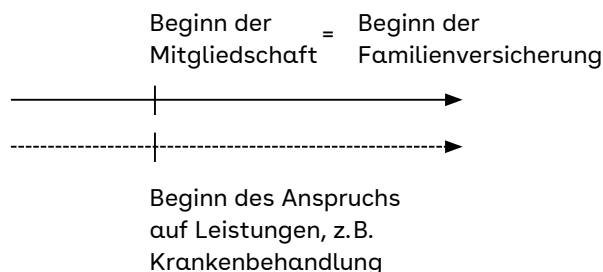 Beginn der
Mitgliedschaft = Beginn der
Familienversicherung
Beginn des Anspruchs
auf Leistungen, z. B.
Krankenbehandlung